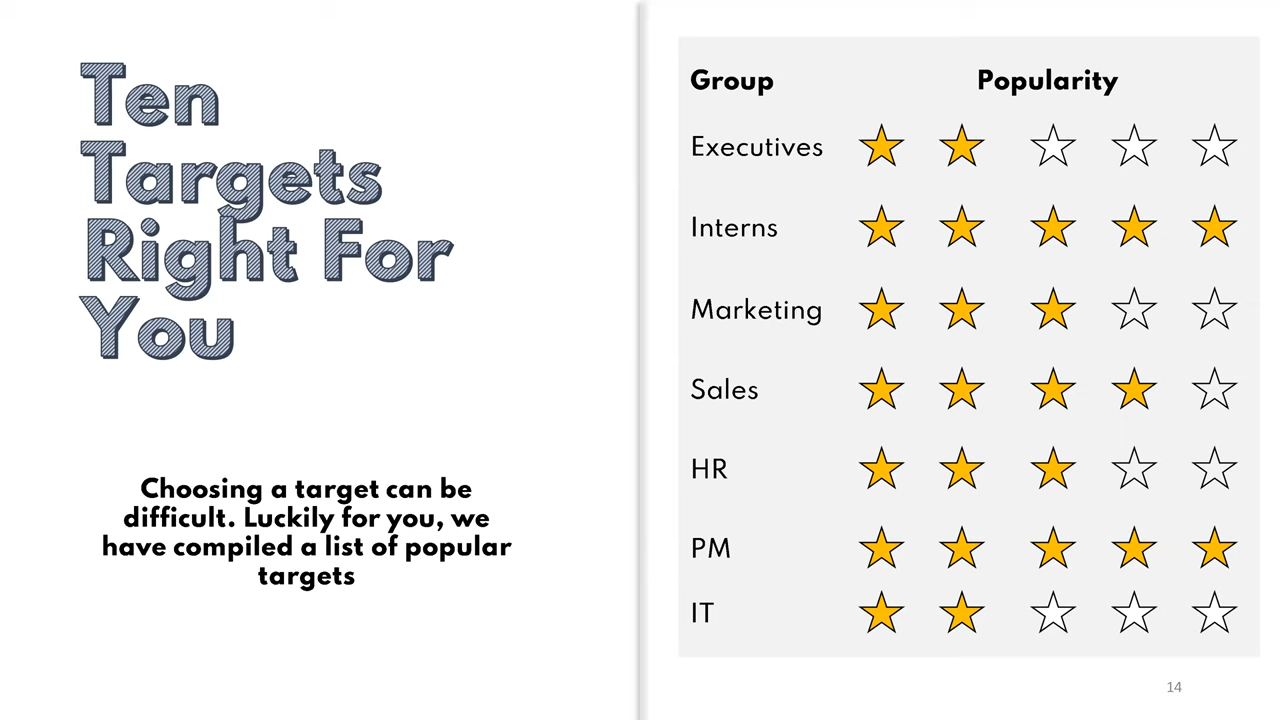 Ten
Targets
Right For
You
Choosing a target can be
difficult. Luckily for you, we
have compiled a list of popular
targets
Group Popularity
Executives
Interns
Marketing
Sales
HR
PM
IT
14